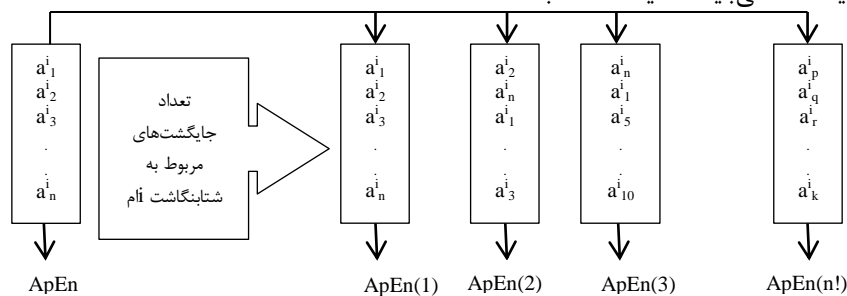 a^i_1
a^i_2
a^i_3
.
.
a^i_n
تعداد
جایگشت‌های
مربوط به
شتابنگاشت iام
a^i_1
a^i_2
a^i_3
.
.
a^i_n
a^i_2
a^i_n
a^i_1
.
.
a^i_3
a^i_n
a^i_1
a^i_5
.
.
a^i_10
a^i_p
a^i_q
a^i_r
.
.
a^i_k
ApEn
ApEn(1)
ApEn(2)
ApEn(3)
ApEn(n!)